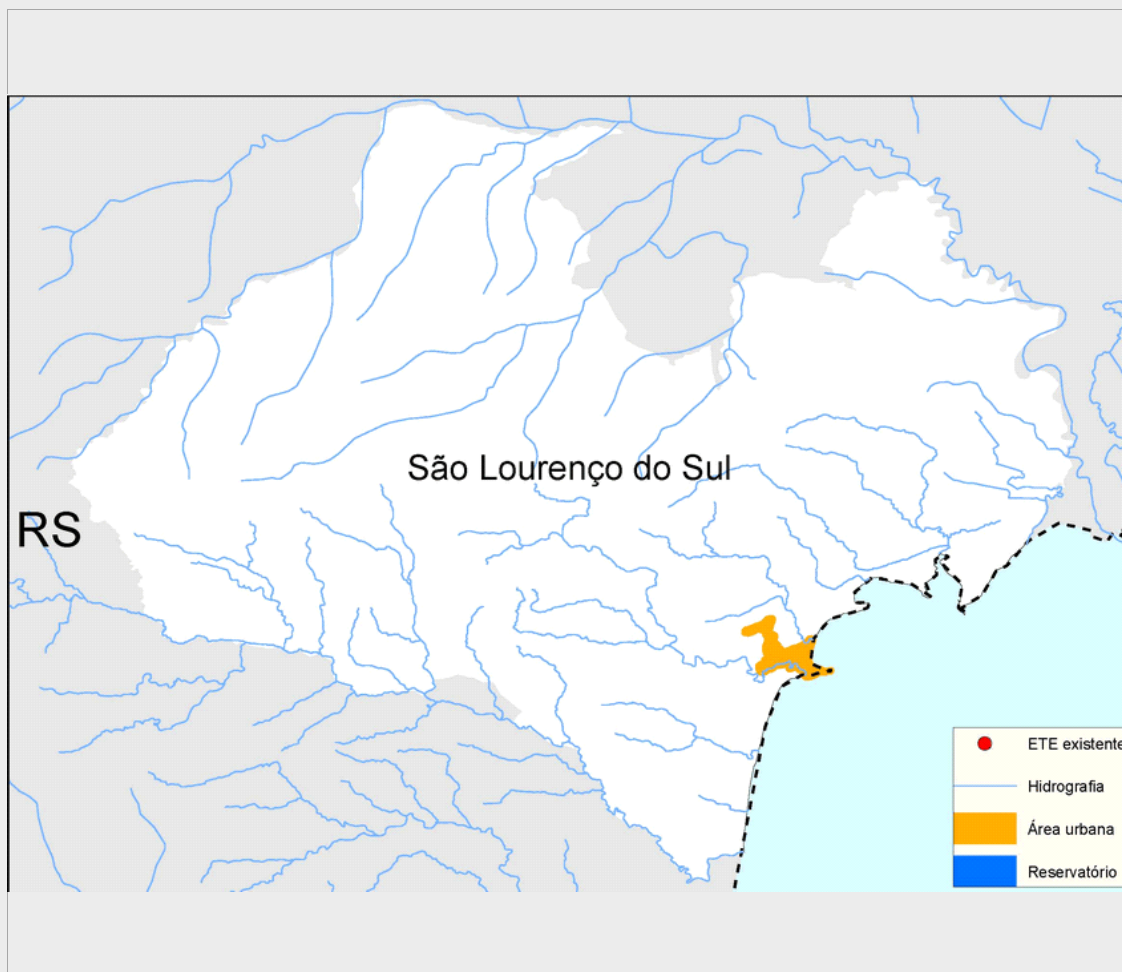 São Lourenço do Sul
RS
ETE existente
Hidrografia
Área urbana
Reservatório